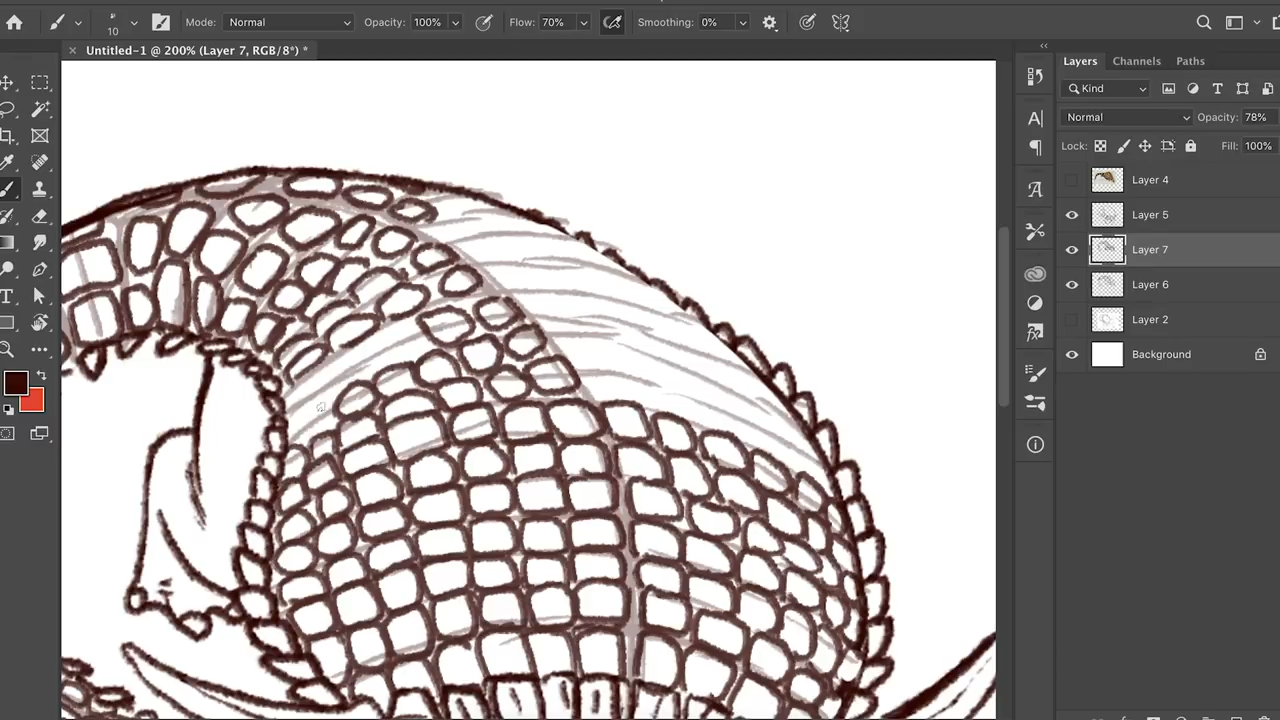 10 Mode: Normal Opacity: 100% Flow: 70% Smoothing: 0%
Untitled-1 @ 200% (Layer 7, RGB/8*) *
Layers Channels Paths
Kind
Normal Opacity: 78%
Lock: Fill: 100%
Layer 4
Layer 5
Layer 7
Layer 6
Layer 2
Background